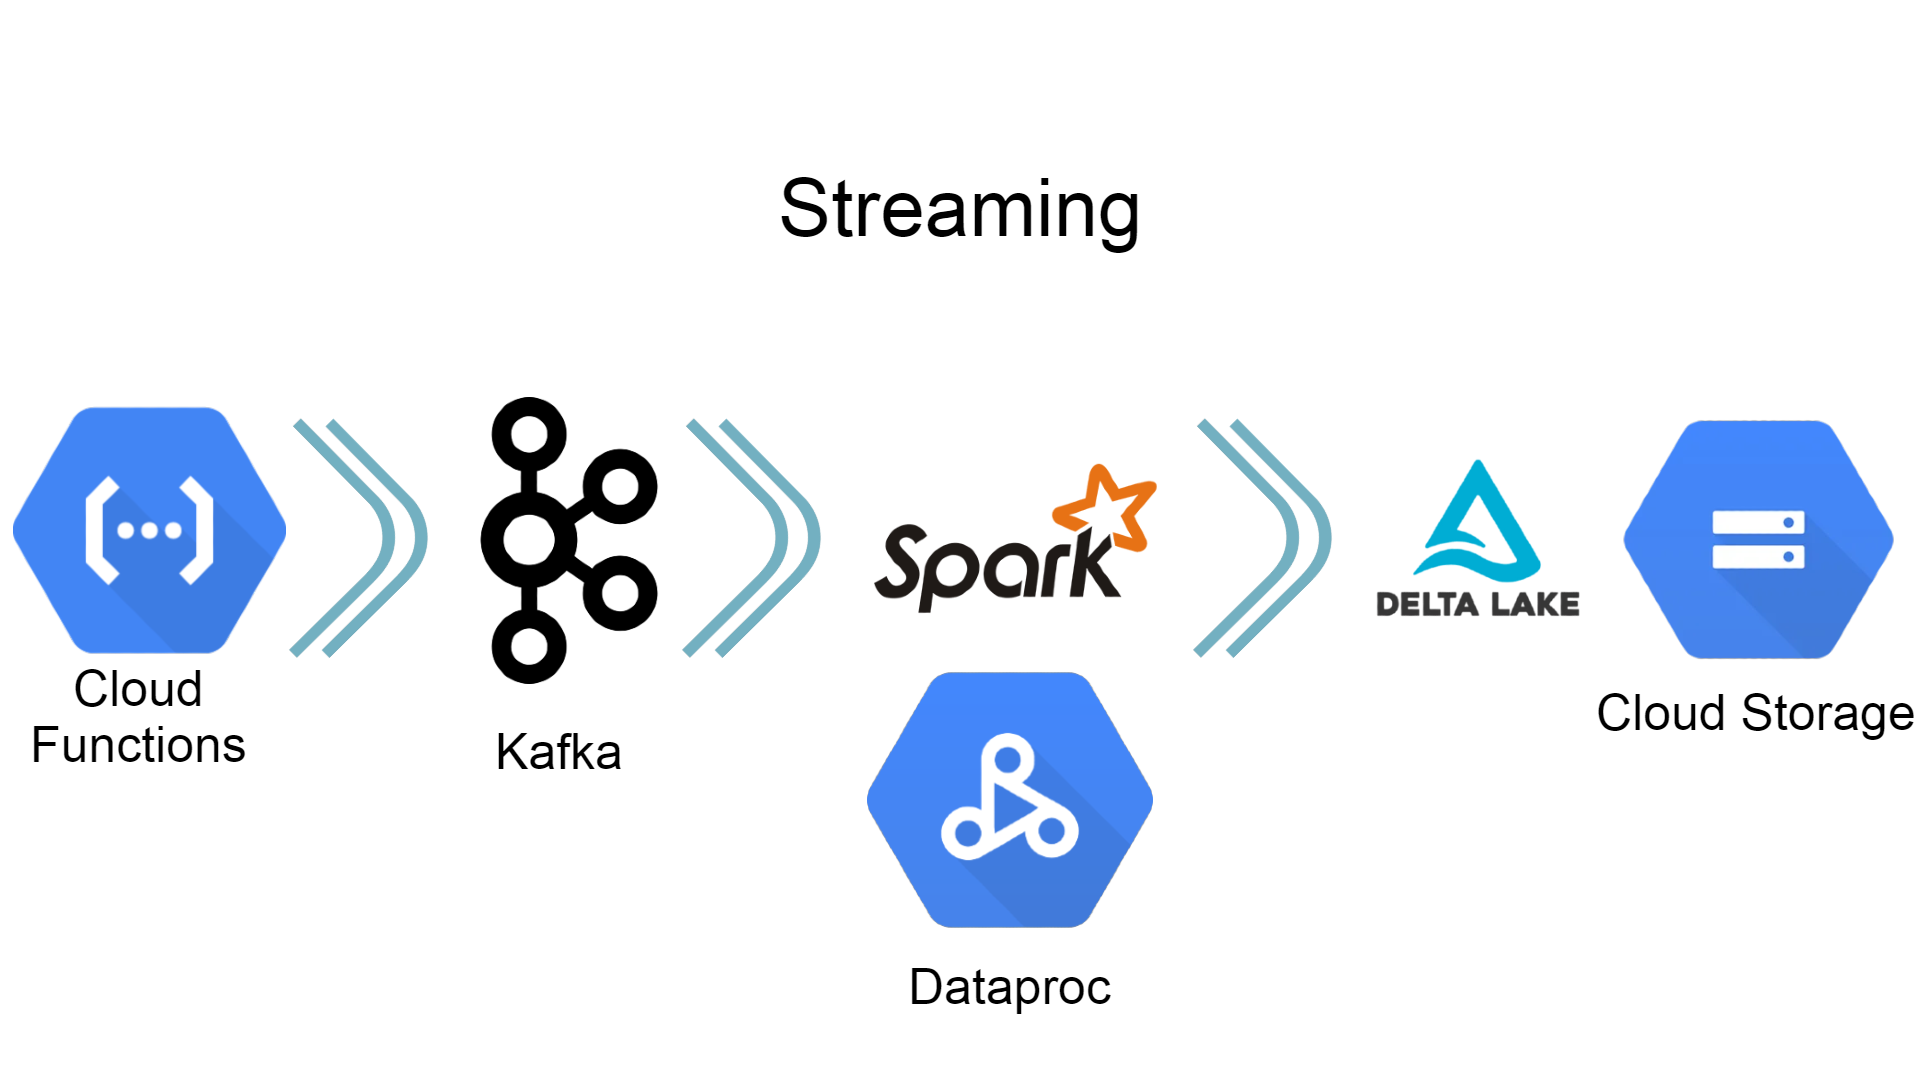 Streaming
Spark
DELTA LAKE
Cloud
Functions
Kafka
Cloud Storage
Dataproc